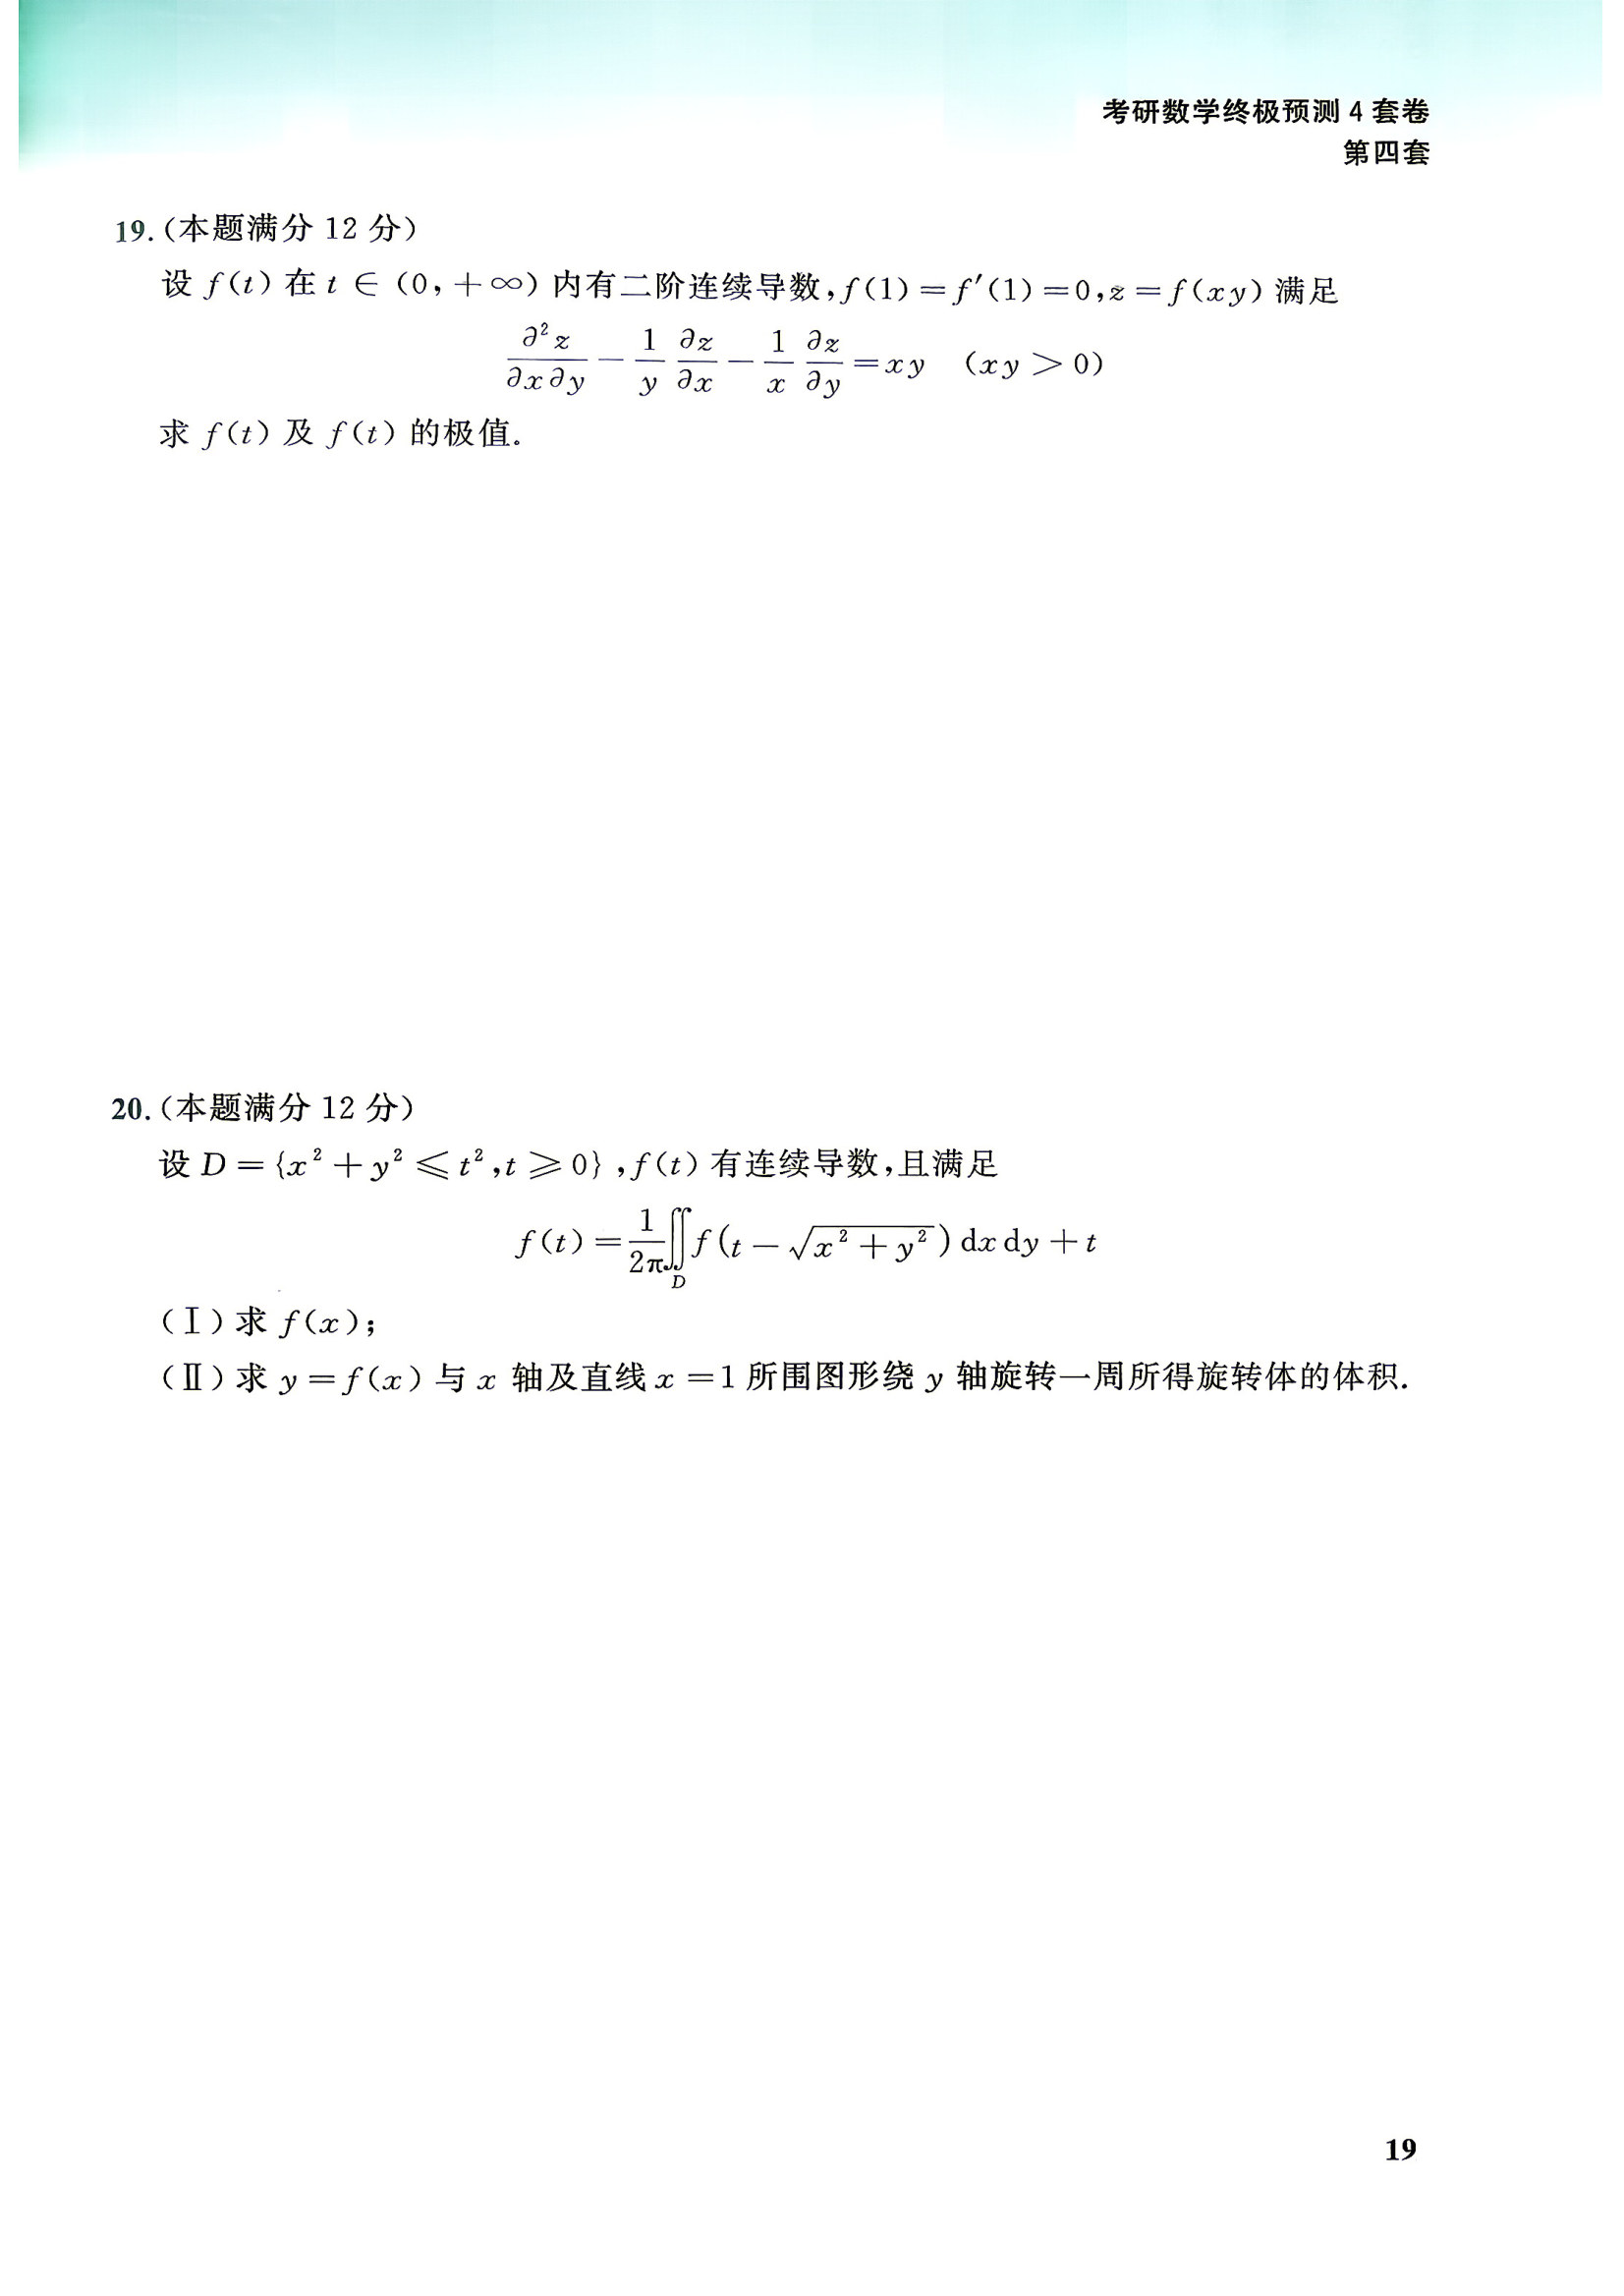 考研数学终极预测 4 套卷
第四套
19.(本题满分 12 分)
设 f(t) 在 t ∈ (0, +∞) 内有二阶连续导数,f(1)=f′(1)=0,z=f(xy) 满足
∂²z/∂x∂y − 1/y ∂z/∂x − 1/x ∂z/∂y = xy (xy > 0)
求 f(t) 及 f(t) 的极值.
20.(本题满分 12 分)
设 D = {x² + y² ≤ t², t ≥ 0}, f(t) 有连续导数,且满足
f(t) = 1/2π ∬_D f(t − √(x² + y²)) dx dy + t
(Ⅰ) 求 f(x);
(Ⅱ) 求 y = f(x) 与 x 轴及直线 x = 1 所围图形绕 y 轴旋转一周所得旋转体的体积.
19